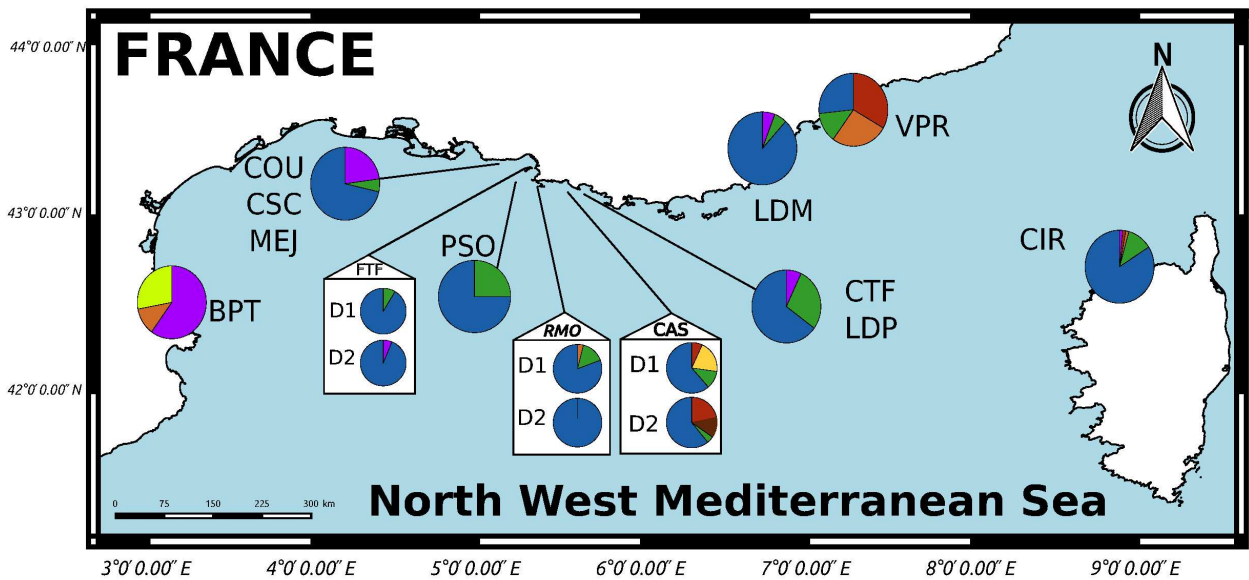 FRANCE
N
VPR
COU
CSC
MEJ
LDM
PSO
CIR
FTF
D1
D2
BPT
RMO
D1
D2
CAS
D1
D2
CTF
LDP
North West Mediterranean Sea
0 75 150 225 300 km
44°0′0.00″ N
43°0′0.00″ N
42°0′0.00″ N
3°0′0.00″ E 4°0′0.00″ E 5°0′0.00″ E 6°0′0.00″ E 7°0′0.00″ E 8°0′0.00″ E 9°0′0.00″ E